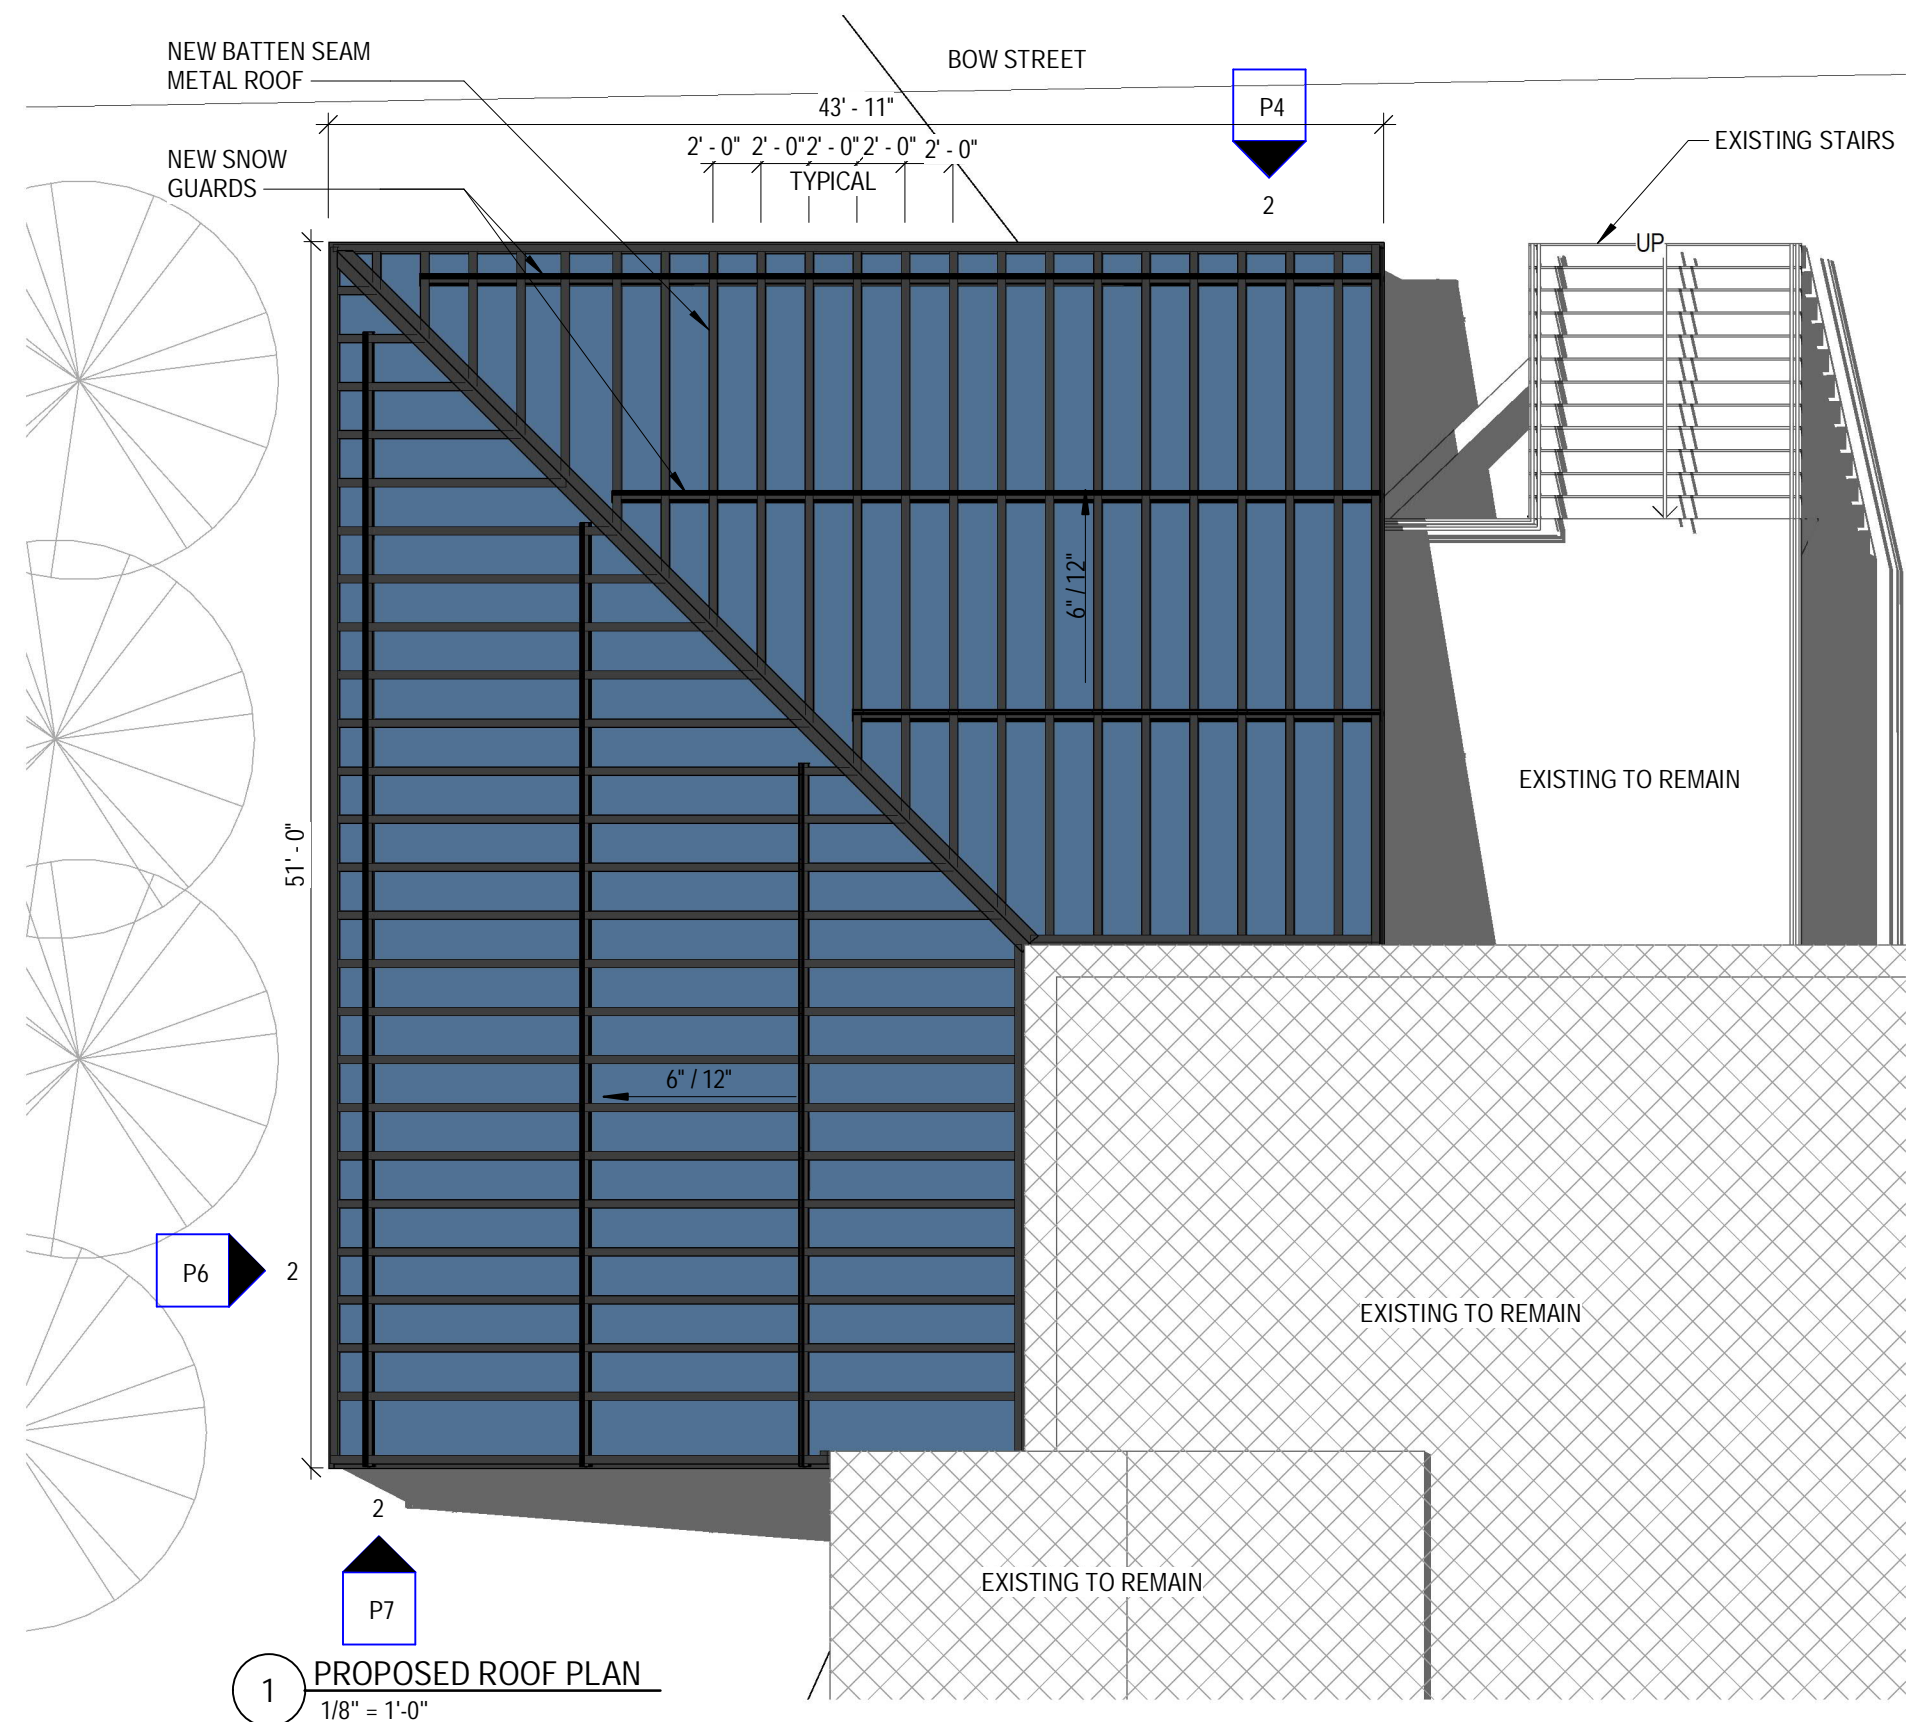 NEW BATTEN SEAM
METAL ROOF
BOW STREET
43' - 11"
P4
2
EXISTING STAIRS
NEW SNOW
GUARDS
2' - 0" 2' - 0" 2' - 0" 2' - 0" 2' - 0"
TYPICAL
UP
6" / 12"
EXISTING TO REMAIN
51' - 0"
6" / 12"
P6
2
EXISTING TO REMAIN
2
P7
EXISTING TO REMAIN
1
PROPOSED ROOF PLAN
1/8" = 1'-0"